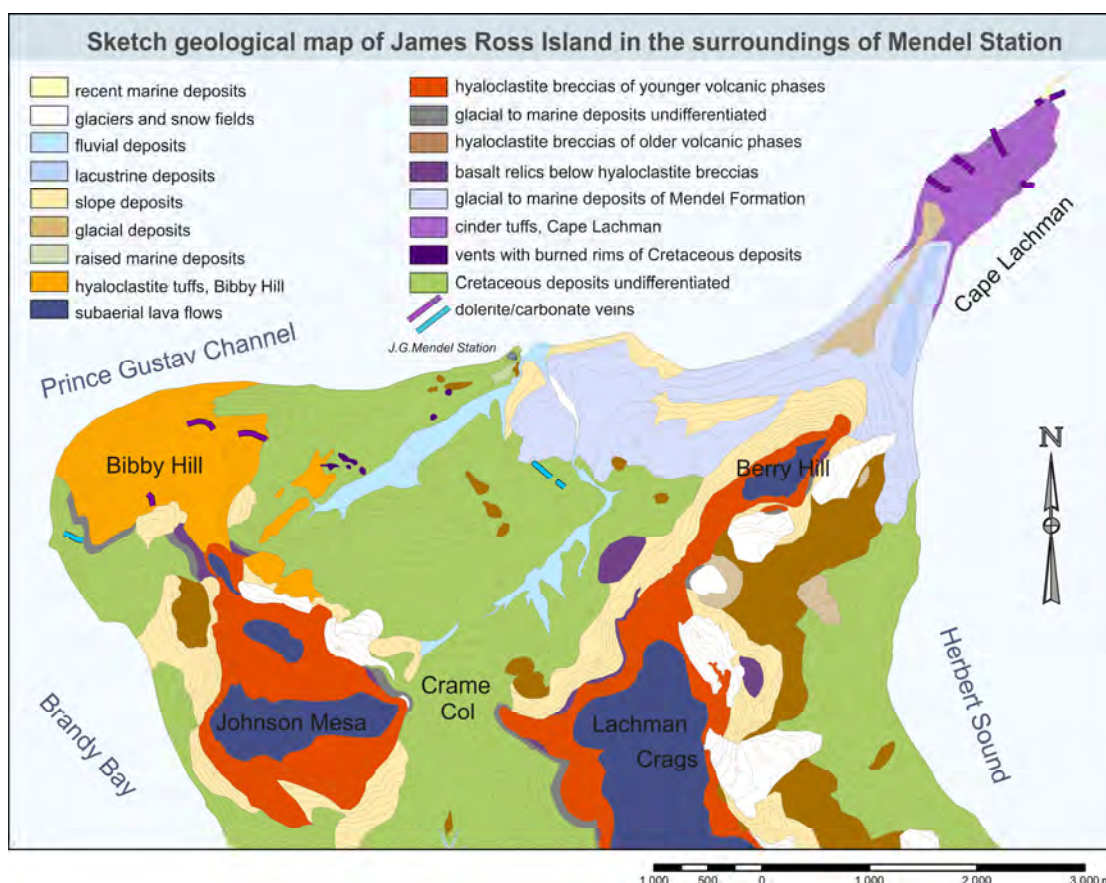 Sketch geological map of James Ross Island in the surroundings of Mendel Station
recent marine deposits
glaciers and snow fields
fluvial deposits
lacustrine deposits
slope deposits
glacial deposits
raised marine deposits
hyaloclastite tuffs, Bibby Hill
subaerial lava flows
hyaloclastite breccias of younger volcanic phases
glacial to marine deposits undifferentiated
hyaloclastite breccias of older volcanic phases
basalt relics below hyaloclastite breccias
glacial to marine deposits of Mendel Formation
cinder tuffs, Cape Lachman
vents with burned rims of Cretaceous deposits
Cretaceous deposits undifferentiated
dolerite/carbonate veins
J.G.Mendel Station
Cape Lachman
Prince Gustav Channel
Bibby Hill
Berry Hill
N
Herbert Sound
Crame
Col
Brandy Bay
Johnson Mesa
Lachman
Crags
1 000 500 0 1 000 2 000 3 000 m